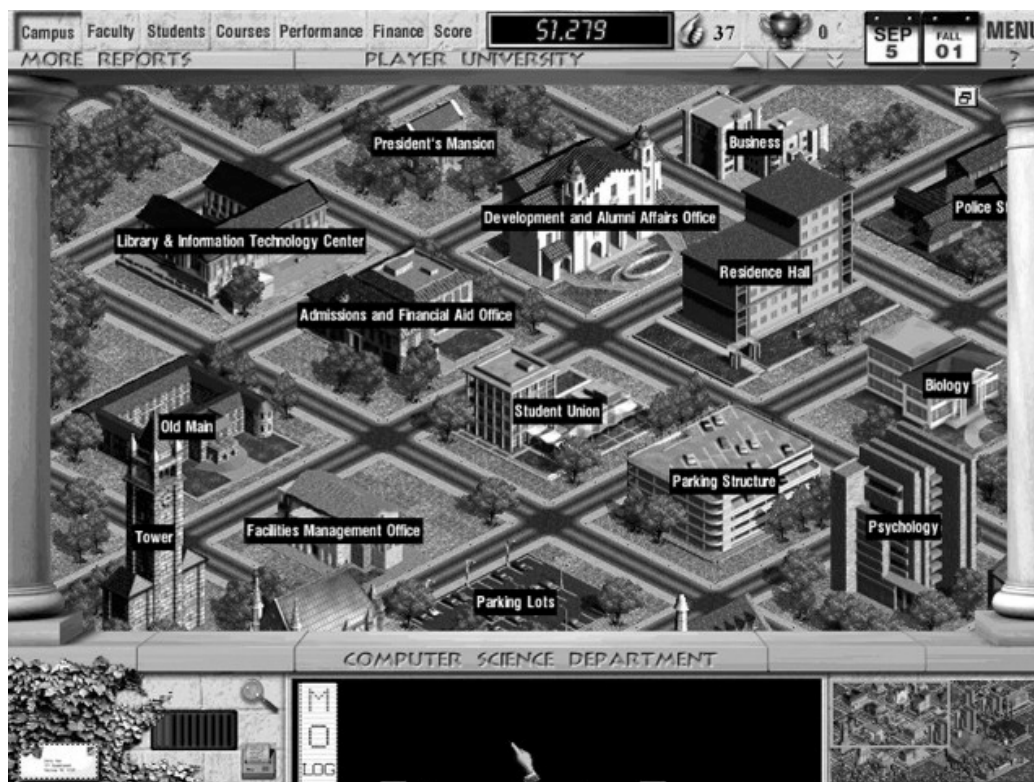 Campus Faculty Students Courses Performance Finance Score $1,279 37 0 SEP 5 FALL 01 MENU
MORE REPORTS PLAYER UNIVERSITY ?
President's Mansion
Business
Police St
Development and Alumni Affairs Office
Library & Information Technology Center
Residence Hall
Admissions and Financial Aid Office
Biology
Student Union
Old Main
Parking Structure
Psychology
Facilities Management Office
Tower
Parking Lots
COMPUTER SCIENCE DEPARTMENT
M
O
LOG